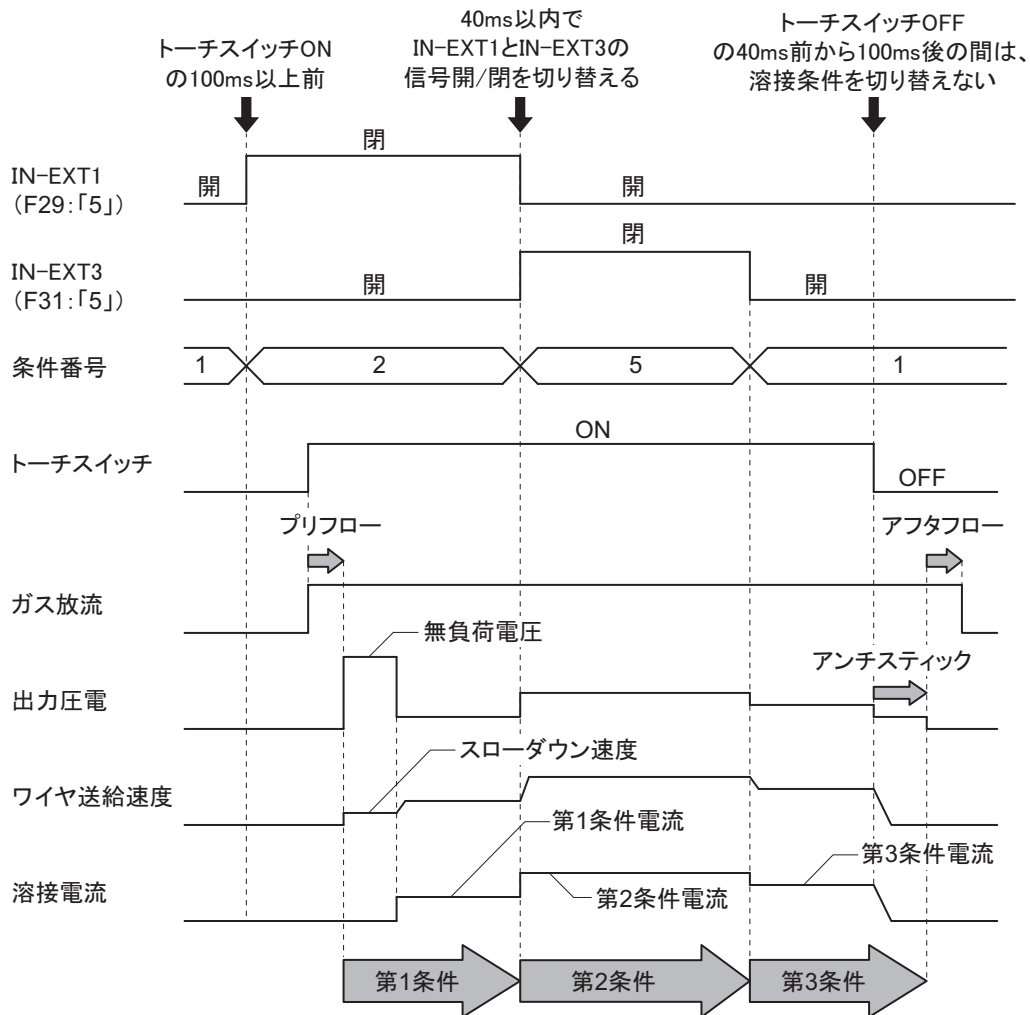 トーチスイッチON
の100ms以上前
40ms以内で
IN-EXT1とIN-EXT3の
信号開/閉を切り替える
トーチスイッチOFF
の40ms前から100ms後の間は、
溶接条件を切り替えない
IN-EXT1
（F29：「5」）
開
閉
開
IN-EXT3
（F31：「5」）
開
閉
開
条件番号
1
2
5
1
トーチスイッチ
ON
OFF
プリフロー
アフタフロー
ガス放流
無負荷電圧
アンチスティック
出力圧電
スローダウン速度
ワイヤ送給速度
第1条件電流
第3条件電流
溶接電流
第2条件電流
第1条件
第2条件
第3条件